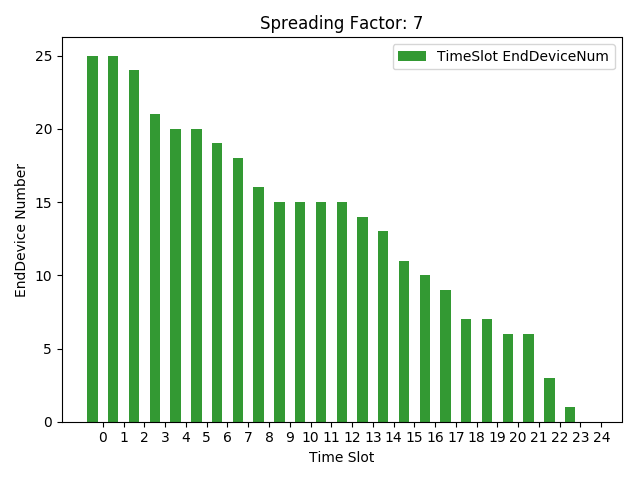 Spreading Factor: 7
TimeSlot EndDeviceNum
EndDevice Number
25
20
15
10
5
0
0 1 2 3 4 5 6 7 8 9 10 11 12 13 14 15 16 17 18 19 20 21 22 23 24
Time Slot